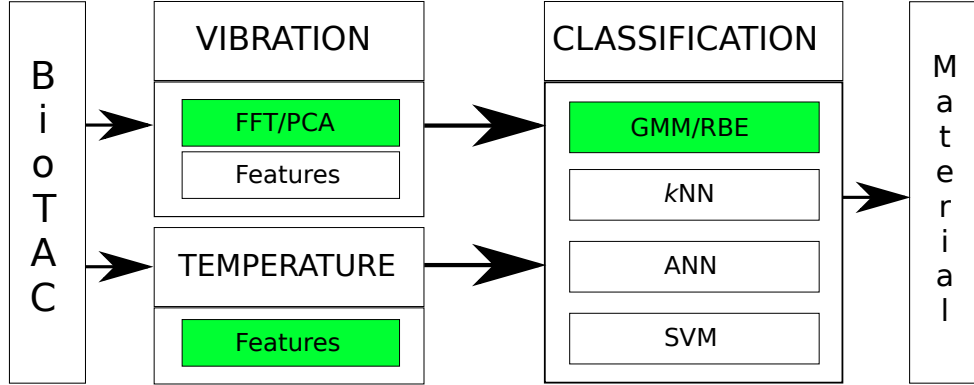 BioTAC
VIBRATION
FFT/PCA
Features
TEMPERATURE
Features
CLASSIFICATION
GMM/RBE
kNN
ANN
SVM
Material